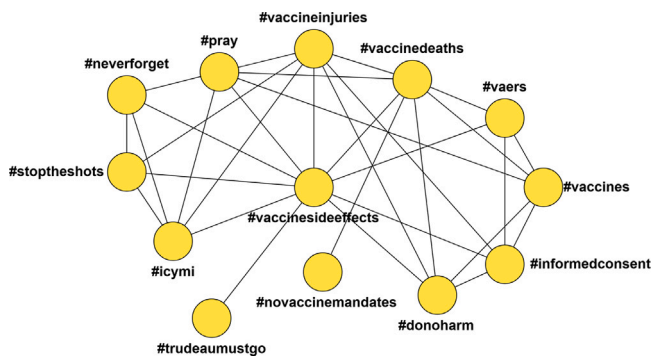 #vaccineinjuries
#pray
#vaccinedeaths
#neverforget
#vaers
#stoptheshots
#vaccines
#vaccinesideeffects
#icymi
#informedconsent
#novaccinemandates
#donoharm
#trudeaumustgo